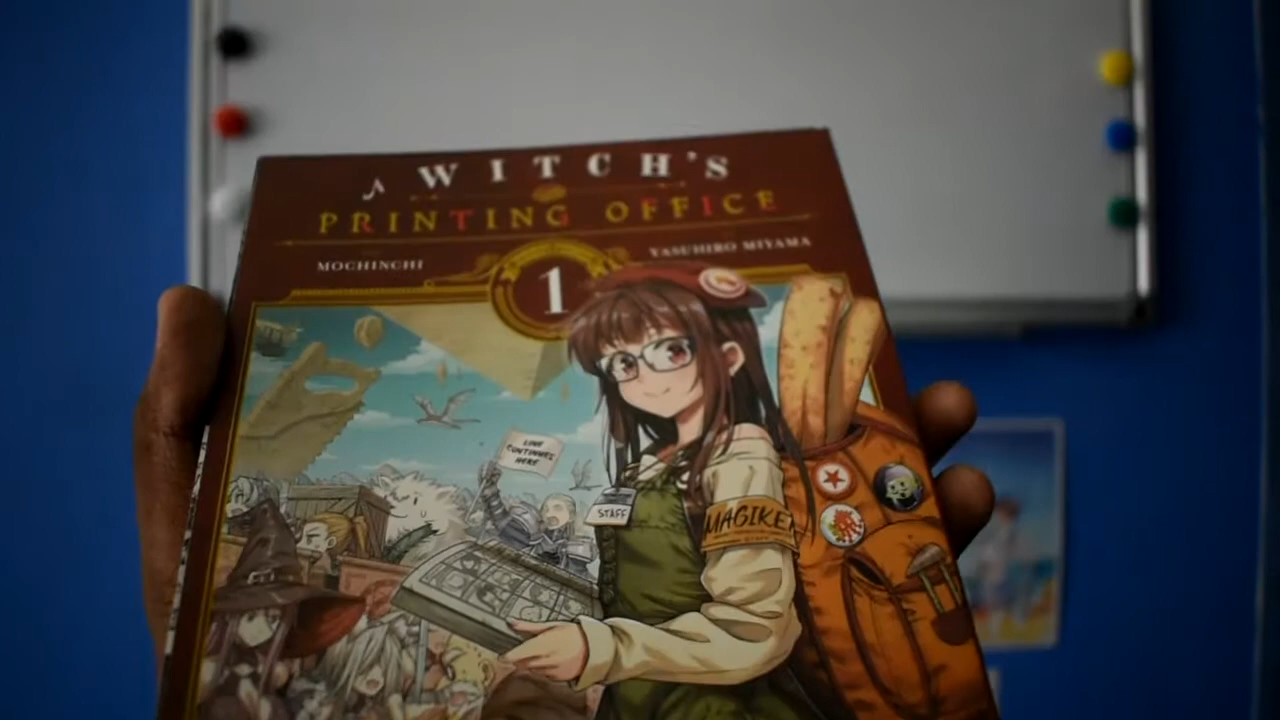 A WITCH'S
PRINTING OFFICE
MOCHINCHI
YASUHIRO MIYAMA
1
LINE
CONTINUES
HERE
STAFF
MAGIKET